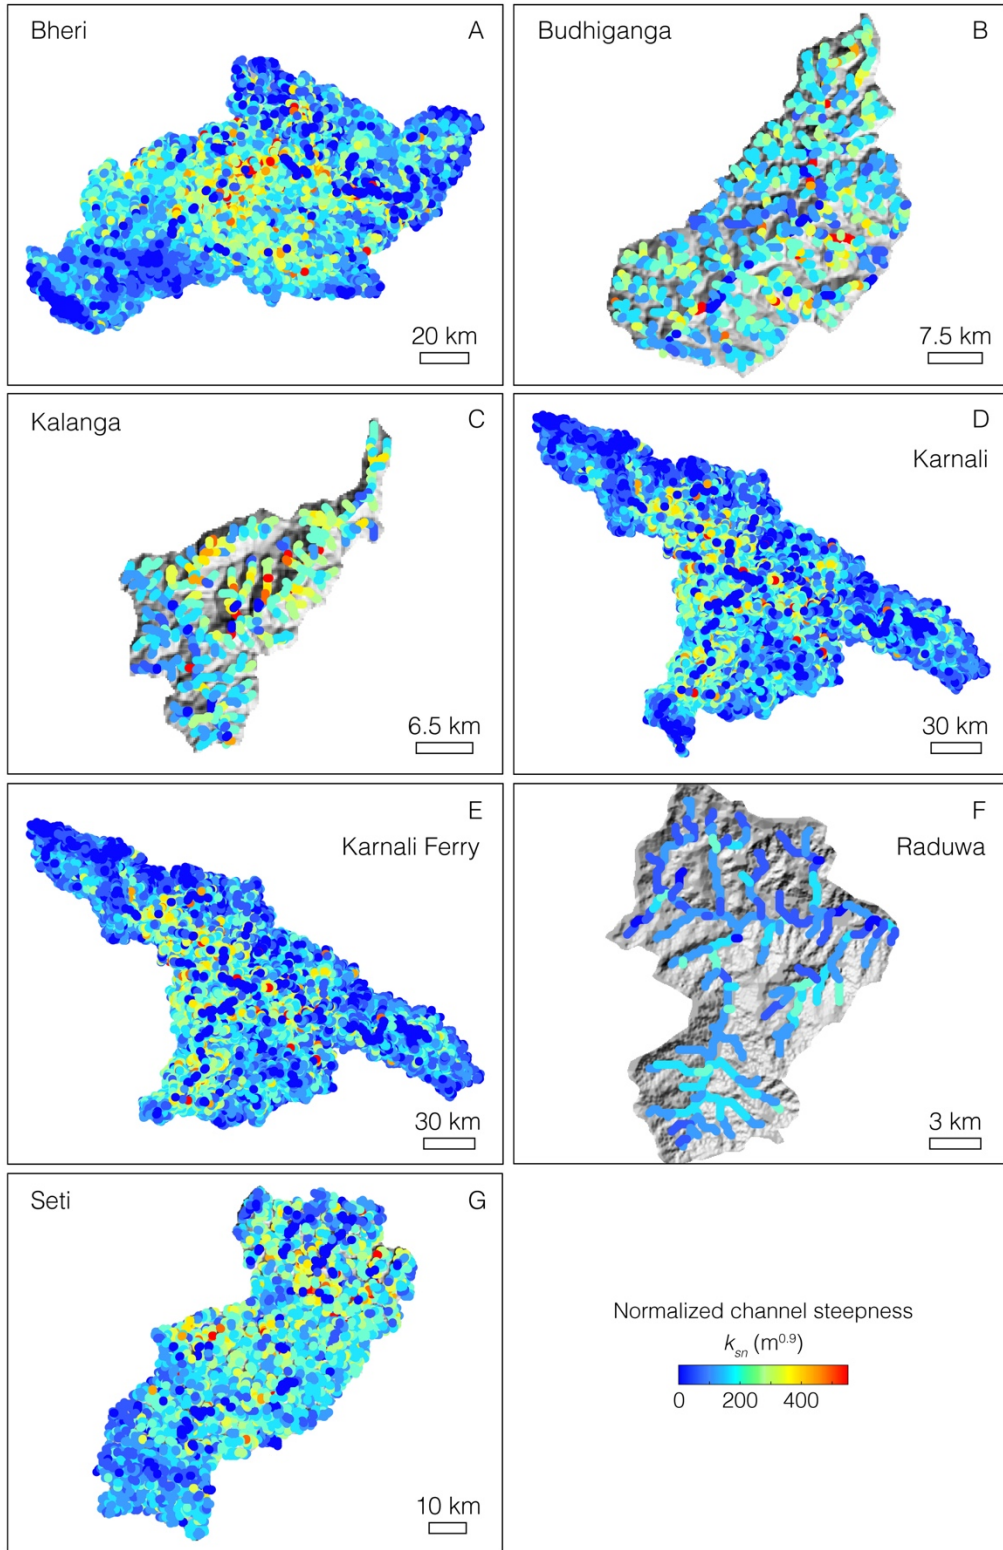 Bheri
A
20 km
Budhiganga
B
7.5 km
Kalanga
C
6.5 km
D
Karnali
30 km
E
Karnali Ferry
30 km
F
Raduwa
3 km
Seti
G
10 km
Normalized channel steepness
kₛₙ (m⁰·⁹)
0 200 400